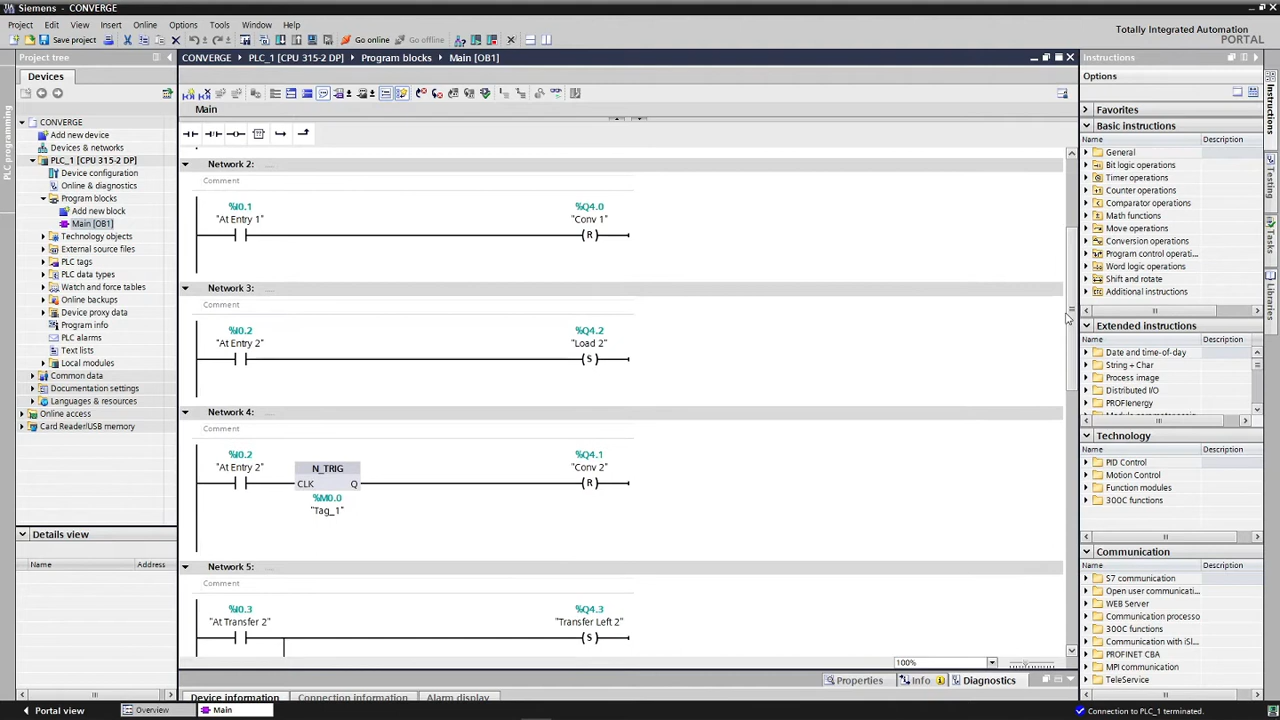 Siemens - CONVERGE
Project Edit View Insert Online Options Tools Window Help
Totally Integrated Automation
PORTAL
Save project Go online Go offline
Project tree
CONVERGE PLC_1 [CPU 315-2 DP] Program blocks Main [OB1]
Instructions
Devices
Options
Main
Favorites
Basic instructions
Name Description
General
Bit logic operations
Timer operations
Counter operations
Comparator operations
Math functions
Move operations
Conversion operations
Program control operati...
Word logic operations
Shift and rotate
Additional instructions
Extended instructions
Name Description
Date and time-of-day
String + Char
Process image
Distributed I/O
PROFIenergy
Technology
Name Description
PID Control
Motion Control
Function modules
300C functions
Communication
Name Description
S7 communication
Open user communicati...
WEB Server
Communication processo
300C functions
Communication with iSl...
PROFINET CBA
MPI communication
TeleService
Instructions
Testing
Tasks
Libraries
PLC programming
CONVERGE
Add new device
Devices & networks
PLC_1 [CPU 315-2 DP]
Device configuration
Online & diagnostics
Program blocks
Add new block
Main [OB1]
Technology objects
External source files
PLC tags
PLC data types
Watch and force tables
Online backups
Device proxy data
Program info
PLC alarms
Text lists
Local modules
Common data
Documentation settings
Languages & resources
Online access
Card Reader/USB memory
Details view
Name Address
Network 2: ....
Comment
%I0.1 %Q4.0
"At Entry 1" "Conv 1"
R
Network 3: ....
Comment
%I0.2 %Q4.2
"At Entry 2" "Load 2"
S
Network 4: ....
Comment
%I0.2 %Q4.1
"At Entry 2" N_TRIG "Conv 2"
CLK Q R
%M0.0
"Tag_1"
Network 5: ....
Comment
%I0.3 %Q4.3
"At Transfer 2" "Transfer Left 2"
S
100%
Properties Info Diagnostics
Device information Connection information Alarm display
Portal view Overview Main
Connection to PLC_1 terminated.